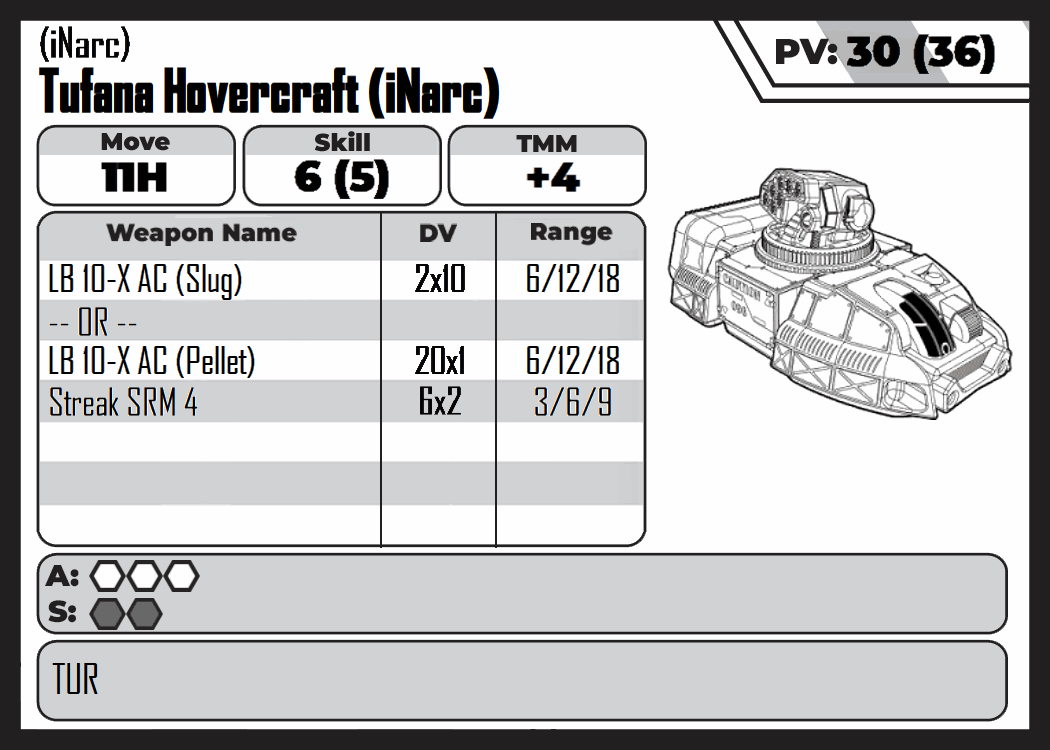 (iNarc)
Tufana Hovercraft (iNarc)
PV: 30 (36)
Move
11H
Skill
6 (5)
TMM
+4
Weapon Name DV Range
LB 10-X AC (Slug) 2x10 6/12/18
-- OR --
LB 10-X AC (Pellet) 20x1 6/12/18
Streak SRM 4 6x2 3/6/9
CAUTION
A:
S:
TUR